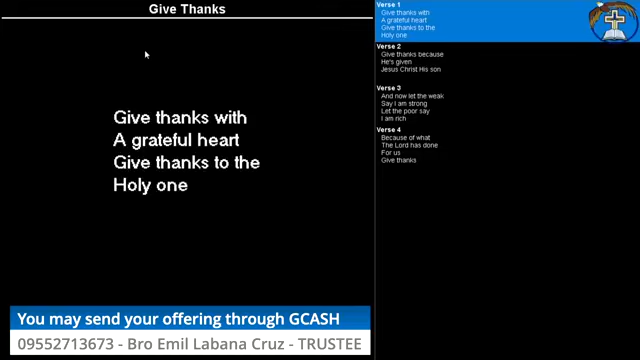 Give Thanks
Give thanks with
A grateful heart
Give thanks to the
Holy one
You may send your offering through GCASH
09552713673 - Bro Emil Labana Cruz - TRUSTEE
Verse 1
Give thanks with
A grateful heart
Give thanks to the
Holy one
Verse 2
Give thanks because
He's given
Jesus Christ His son
Verse 3
And now let the weak
Say I am strong
Let the poor say
I am rich
Verse 4
Because of what
The Lord has done
For us
Give thanks